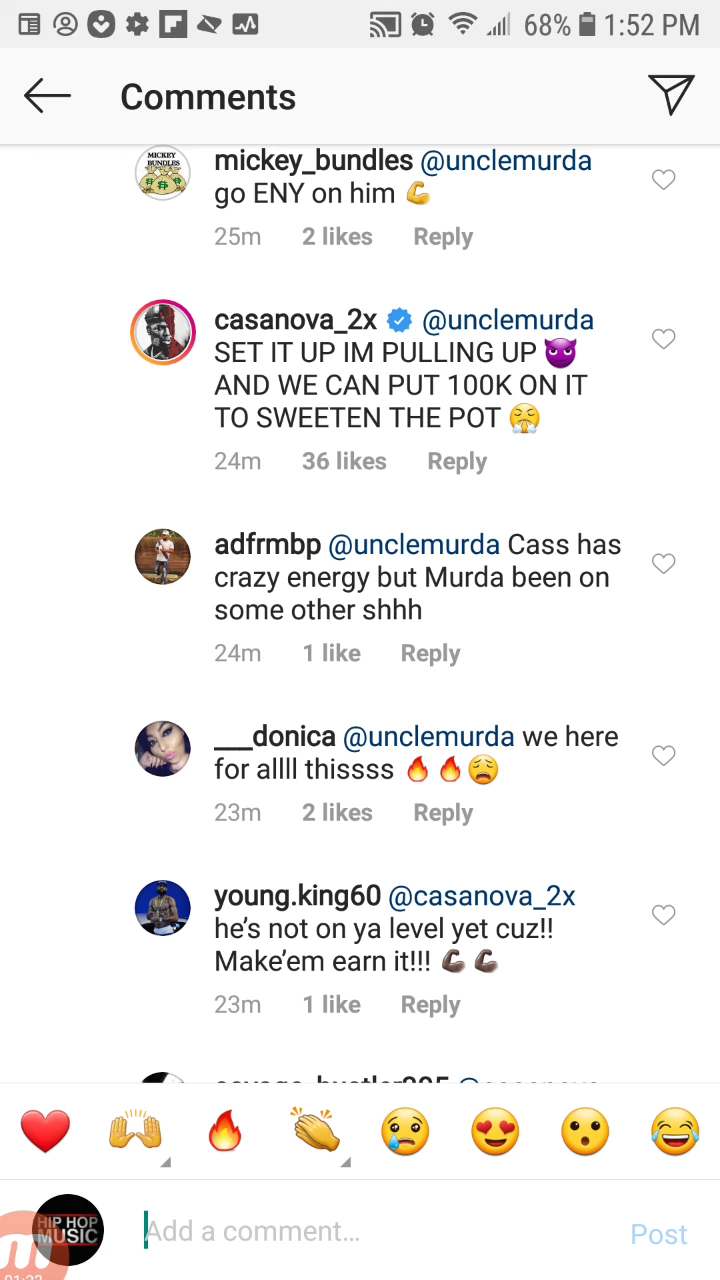 68% 1:52 PM
Comments
MICKEY
BUNDLES
mickey_bundles @unclemurda
go ENY on him 💪
25m 2 likes Reply
casanova_2x @unclemurda
SET IT UP IM PULLING UP 😈
AND WE CAN PUT 100K ON IT
TO SWEETEN THE POT 😤
24m 36 likes Reply
adfrmbp @unclemurda Cass has
crazy energy but Murda been on
some other shhh
24m 1 like Reply
___donica @unclemurda we here
for allll thissss 🔥🔥😩
23m 2 likes Reply
young.king60 @casanova_2x
he's not on ya level yet cuz!!
Make'em earn it!!! 💪🏿💪🏿
23m 1 like Reply
HIP HOP
MUSIC
Add a comment...
Post